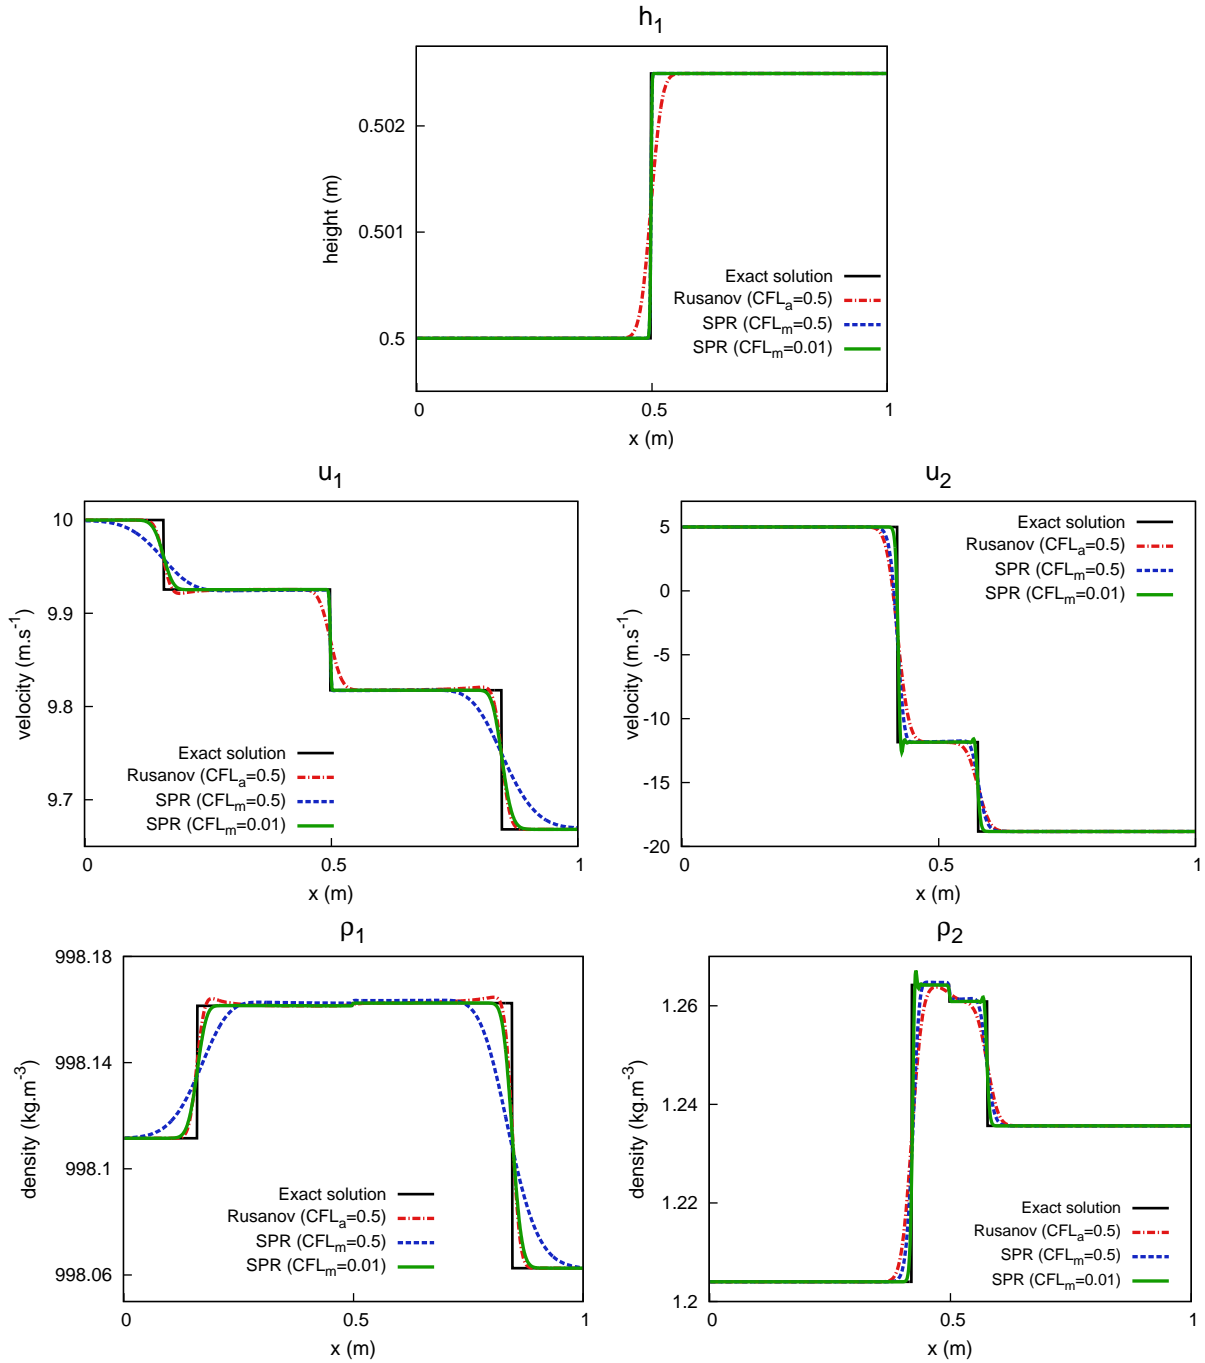 h1
height (m)
0.502
0.501
0.5
Exact solution
Rusanov (CFLa=0.5)
SPR (CFLm=0.5)
SPR (CFLm=0.01)
0 0.5 1
x (m)
u1
velocity (m.s-1)
10
9.9
9.8
9.7
Exact solution
Rusanov (CFLa=0.5)
SPR (CFLm=0.5)
SPR (CFLm=0.01)
0 0.5 1
x (m)
u2
velocity (m.s-1)
5
0
-5
-10
-15
-20
Exact solution
Rusanov (CFLa=0.5)
SPR (CFLm=0.5)
SPR (CFLm=0.01)
0 0.5 1
x (m)
ρ1
density (kg.m-3)
998.18
998.14
998.1
998.06
Exact solution
Rusanov (CFLa=0.5)
SPR (CFLm=0.5)
SPR (CFLm=0.01)
0 0.5 1
x (m)
ρ2
density (kg.m-3)
1.26
1.24
1.22
1.2
Exact solution
Rusanov (CFLa=0.5)
SPR (CFLm=0.5)
SPR (CFLm=0.01)
0 0.5 1
x (m)